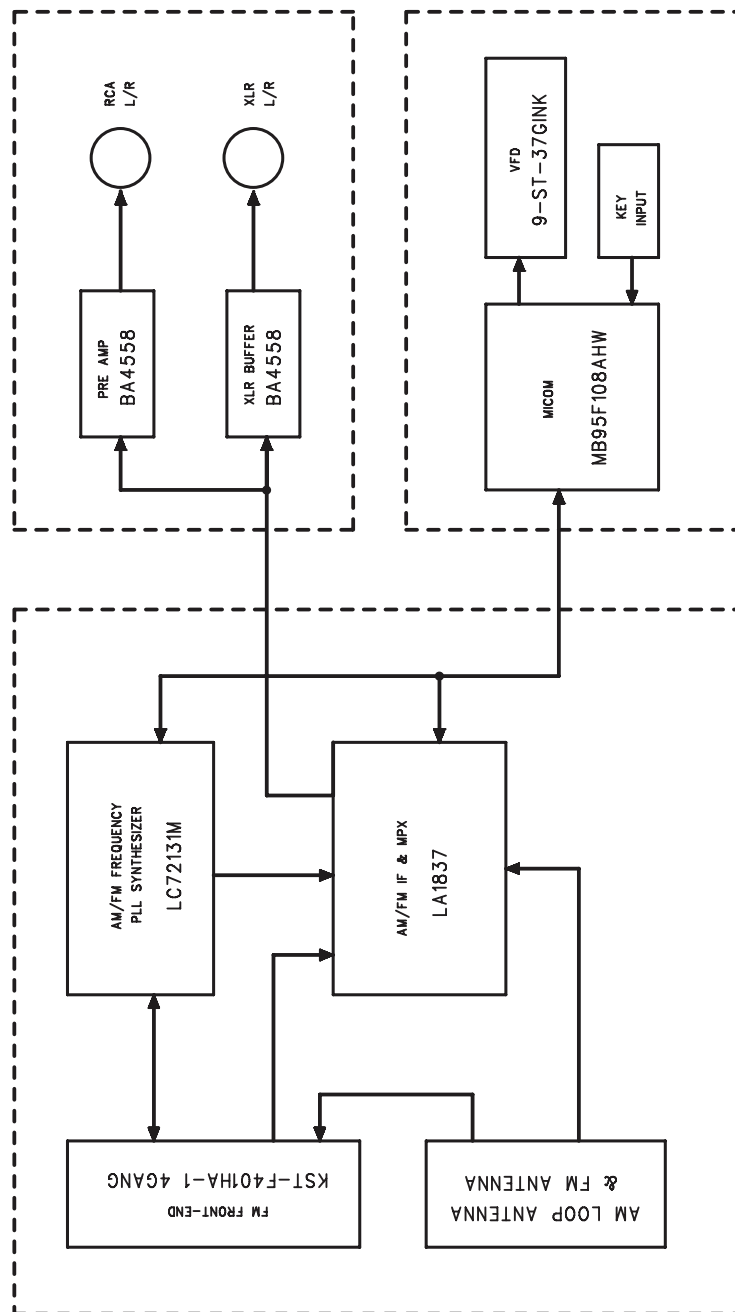 RCA
L/R
XLR
L/R
PRE AMP
BA4558
XLR BUFFER
BA4558
VFD
9-ST-37GINK
KEY
INPUT
MICOM
MB95F108AHW
AM/FM FREQUENCY
PLL SYNTHESIZER
LC72131M
AM/FM IF & MPX
LA1837
FM FRONT-END
KST-F401HA-1 4GANG
AM LOOP ANTENNA
& FM ANTENNA